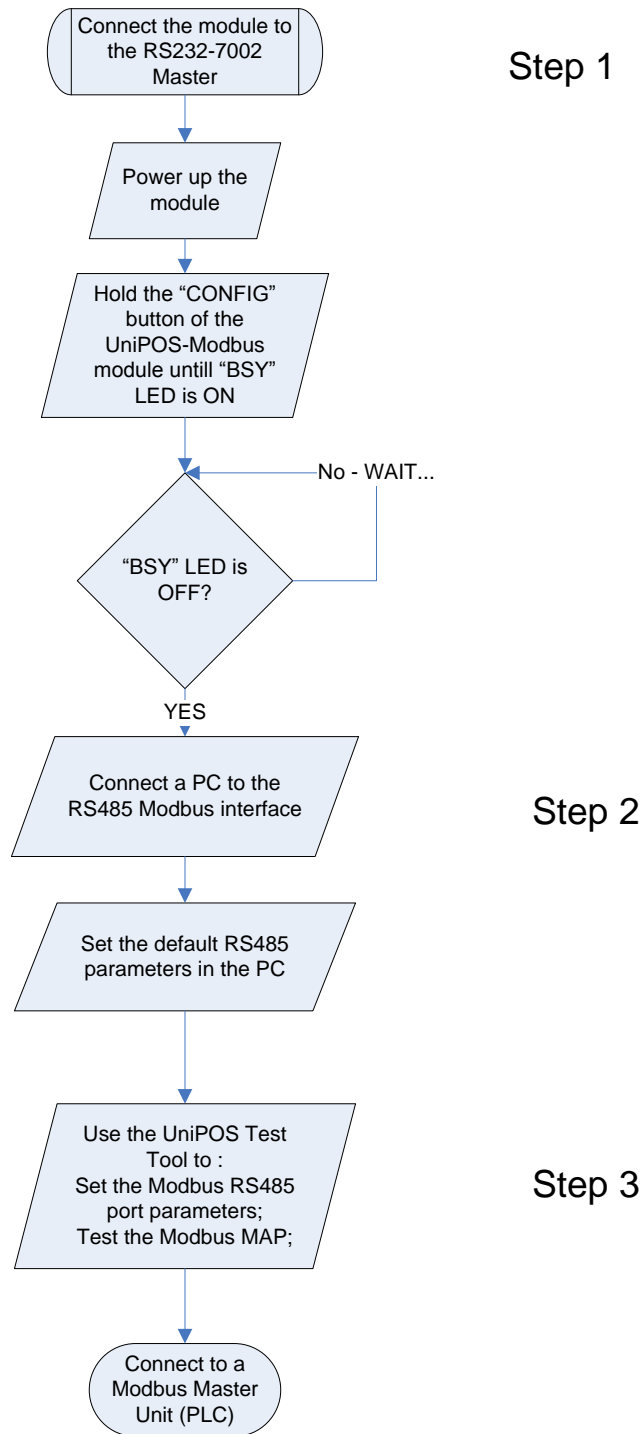 Connect the module to
the RS232-7002
Master
Step 1
Power up the
module
Hold the “CONFIG”
button of the
UniPOS-Modbus
module untill “BSY”
LED is ON
No - WAIT...
“BSY” LED is
OFF?
YES
Connect a PC to the
RS485 Modbus interface
Step 2
Set the default RS485
parameters in the PC
Use the UniPOS Test
Tool to :
Set the Modbus RS485
port parameters;
Test the Modbus MAP;
Step 3
Connect to a
Modbus Master
Unit (PLC)